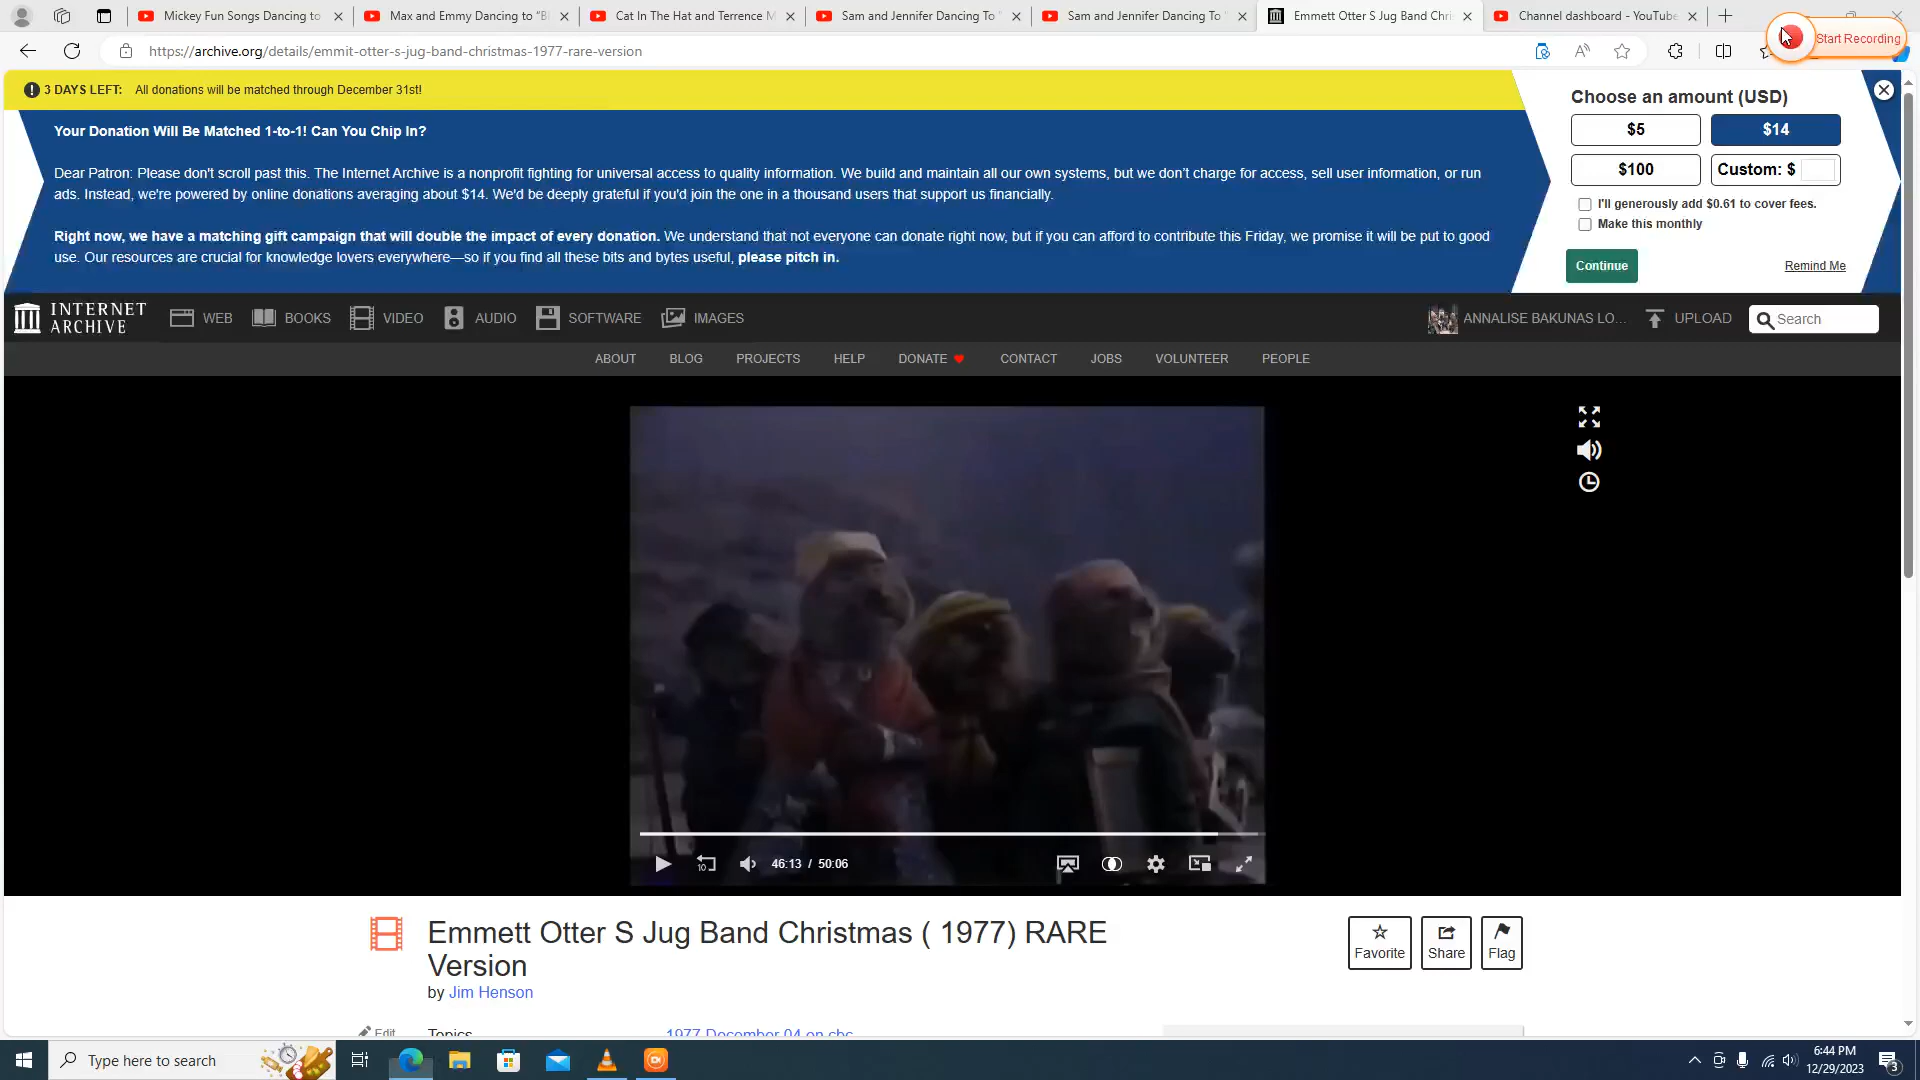 Mickey Fun Songs Dancing to
Max and Emmy Dancing to "Bl
Cat In The Hat and Terrence M
Sam and Jennifer Dancing To "
Sam and Jennifer Dancing To "
Emmett Otter S Jug Band Chri
Channel dashboard - YouTube
Start Recording
https://archive.org/details/emmit-otter-s-jug-band-christmas-1977-rare-version
3 DAYS LEFT: All donations will be matched through December 31st!
Your Donation Will Be Matched 1-to-1! Can You Chip In?
Dear Patron: Please don't scroll past this. The Internet Archive is a nonprofit fighting for universal access to quality information. We build and maintain all our own systems, but we don't charge for access, sell user information, or run
ads. Instead, we're powered by online donations averaging about $14. We'd be deeply grateful if you'd join the one in a thousand users that support us financially.
Right now, we have a matching gift campaign that will double the impact of every donation. We understand that not everyone can donate right now, but if you can afford to contribute this Friday, we promise it will be put to good
use. Our resources are crucial for knowledge lovers everywhere—so if you find all these bits and bytes useful, please pitch in.
Choose an amount (USD)
$5
$14
$100
Custom: $
I'll generously add $0.61 to cover fees.
Make this monthly
Continue
Remind Me
INTERNET
ARCHIVE
WEB
BOOKS
VIDEO
AUDIO
SOFTWARE
IMAGES
ANNALISE BAKUNAS LO...
UPLOAD
Search
ABOUT
BLOG
PROJECTS
HELP
DONATE
CONTACT
JOBS
VOLUNTEER
PEOPLE
10
46:13 / 50:06
Emmett Otter S Jug Band Christmas ( 1977) RARE
Version
by Jim Henson
Favorite
Share
Flag
Edit
Topics
1977 December 04 on cbc
Type here to search
6:44 PM
12/29/2023
3